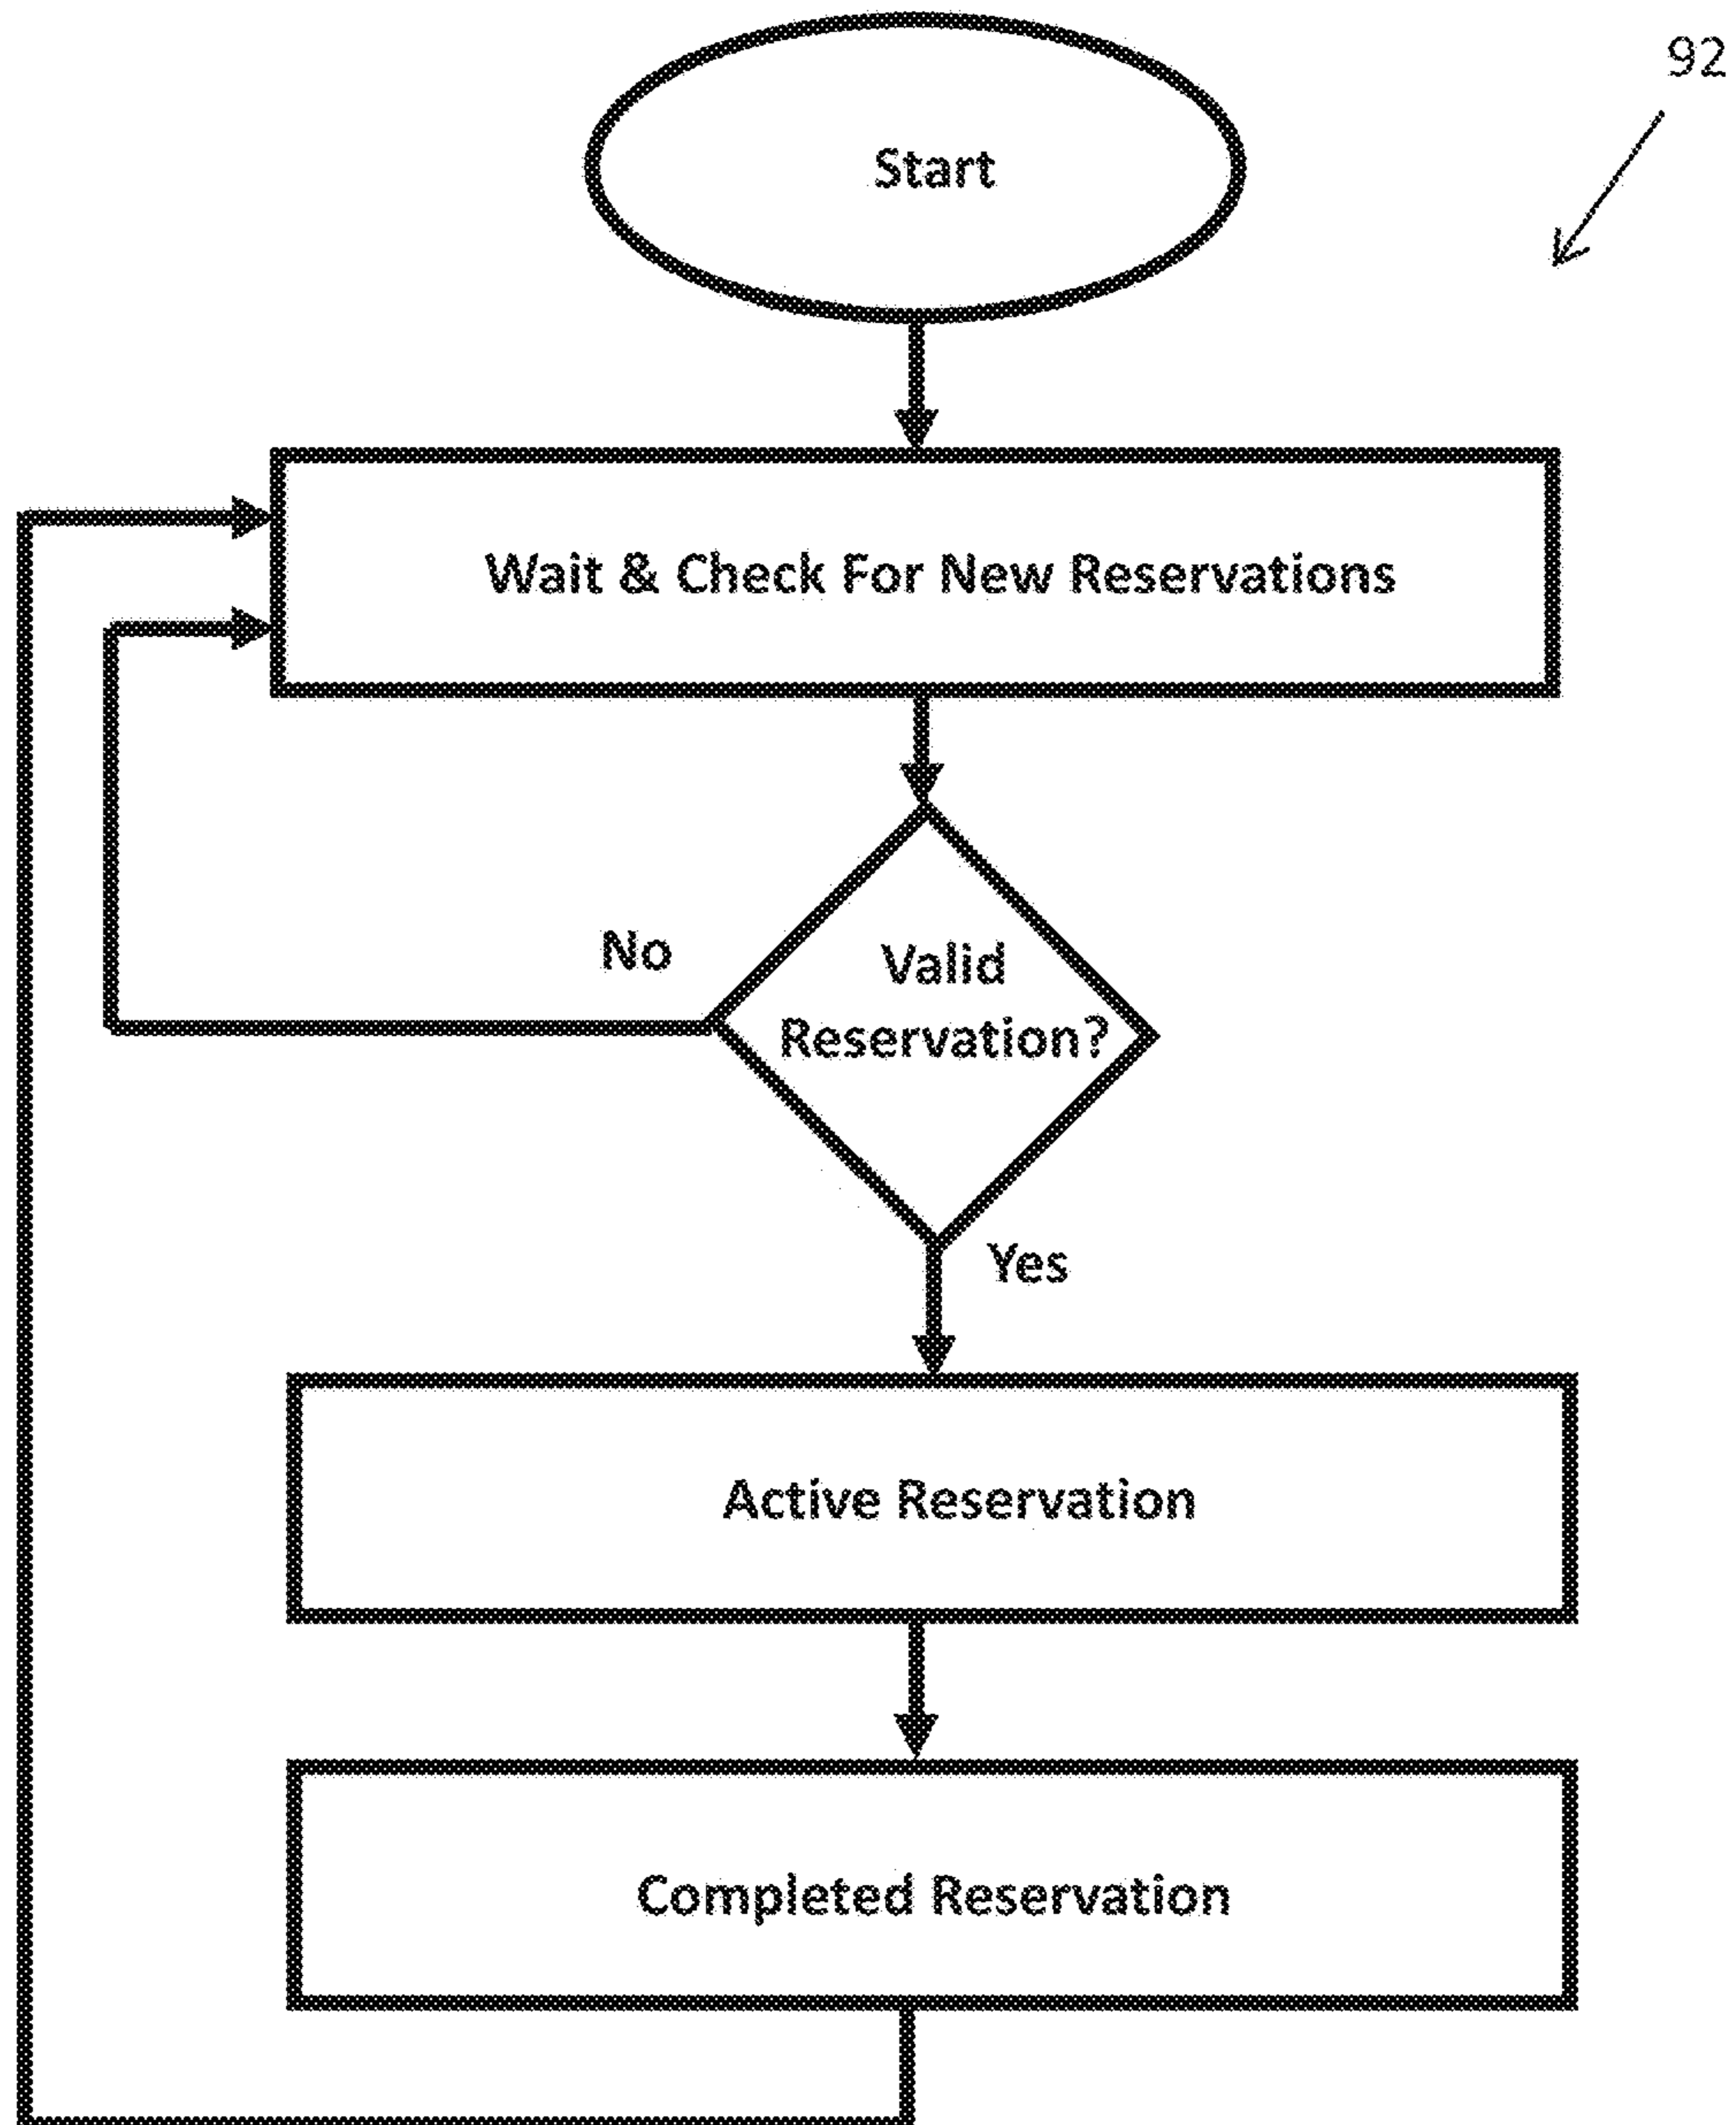 92
Start
Wait & Check For New Reservations
No
Valid
Reservation?
Yes
Active Reservation
Completed Reservation